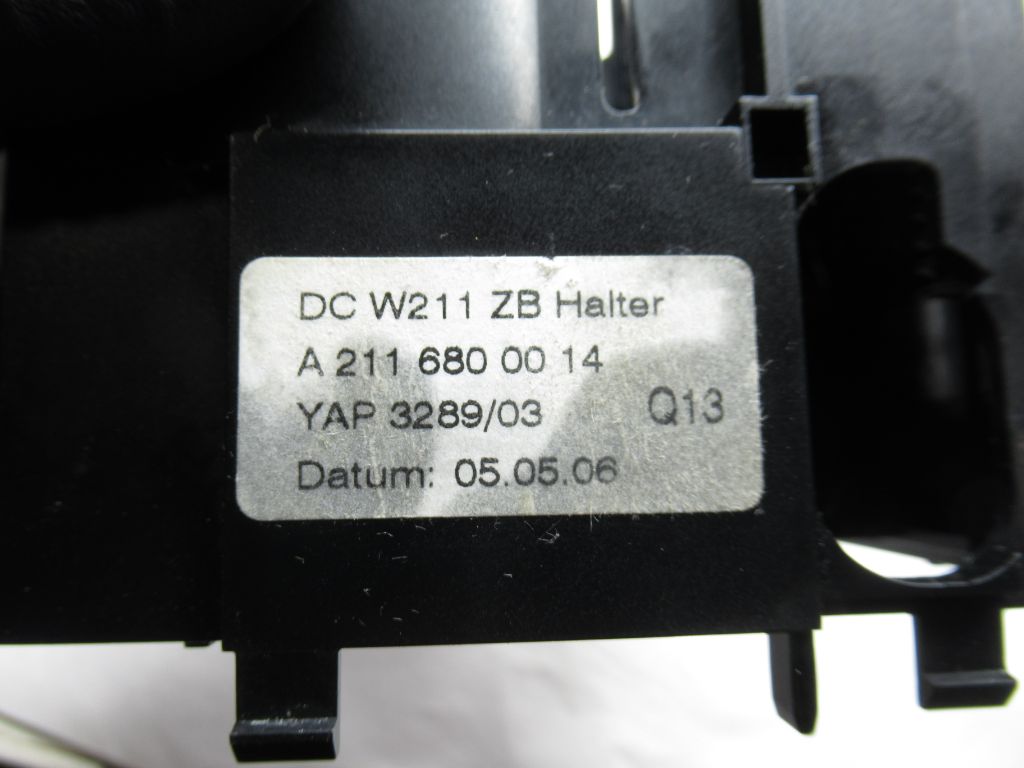 DC W211 ZB Halter
A 211 680 00 14
YAP 3289/03 Q13
Datum: 05.05.06